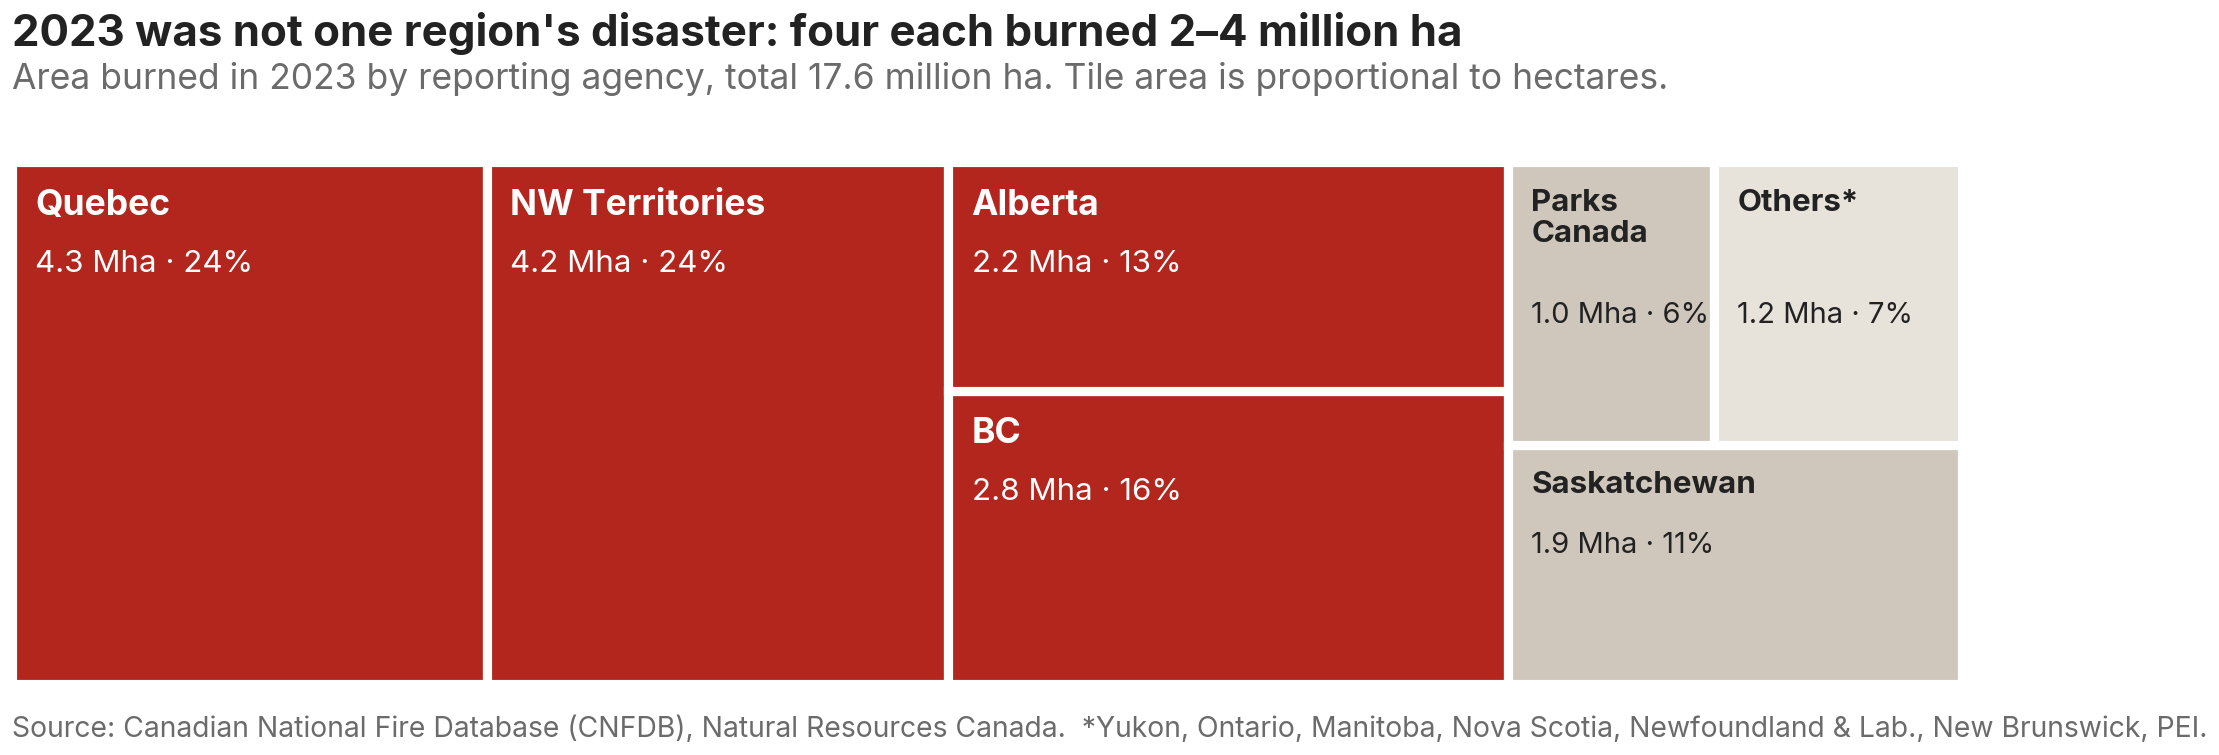 2023 was not one region's disaster: four each burned 2–4 million ha
Area burned in 2023 by reporting agency, total 17.6 million ha. Tile area is proportional to hectares.
Quebec
4.3 Mha · 24%
NW Territories
4.2 Mha · 24%
Alberta
2.2 Mha · 13%
BC
2.8 Mha · 16%
Parks
Canada
1.0 Mha · 6%
Others*
1.2 Mha · 7%
Saskatchewan
1.9 Mha · 11%
Source: Canadian National Fire Database (CNFDB), Natural Resources Canada.  *Yukon, Ontario, Manitoba, Nova Scotia, Newfoundland & Lab., New Brunswick, PEI.